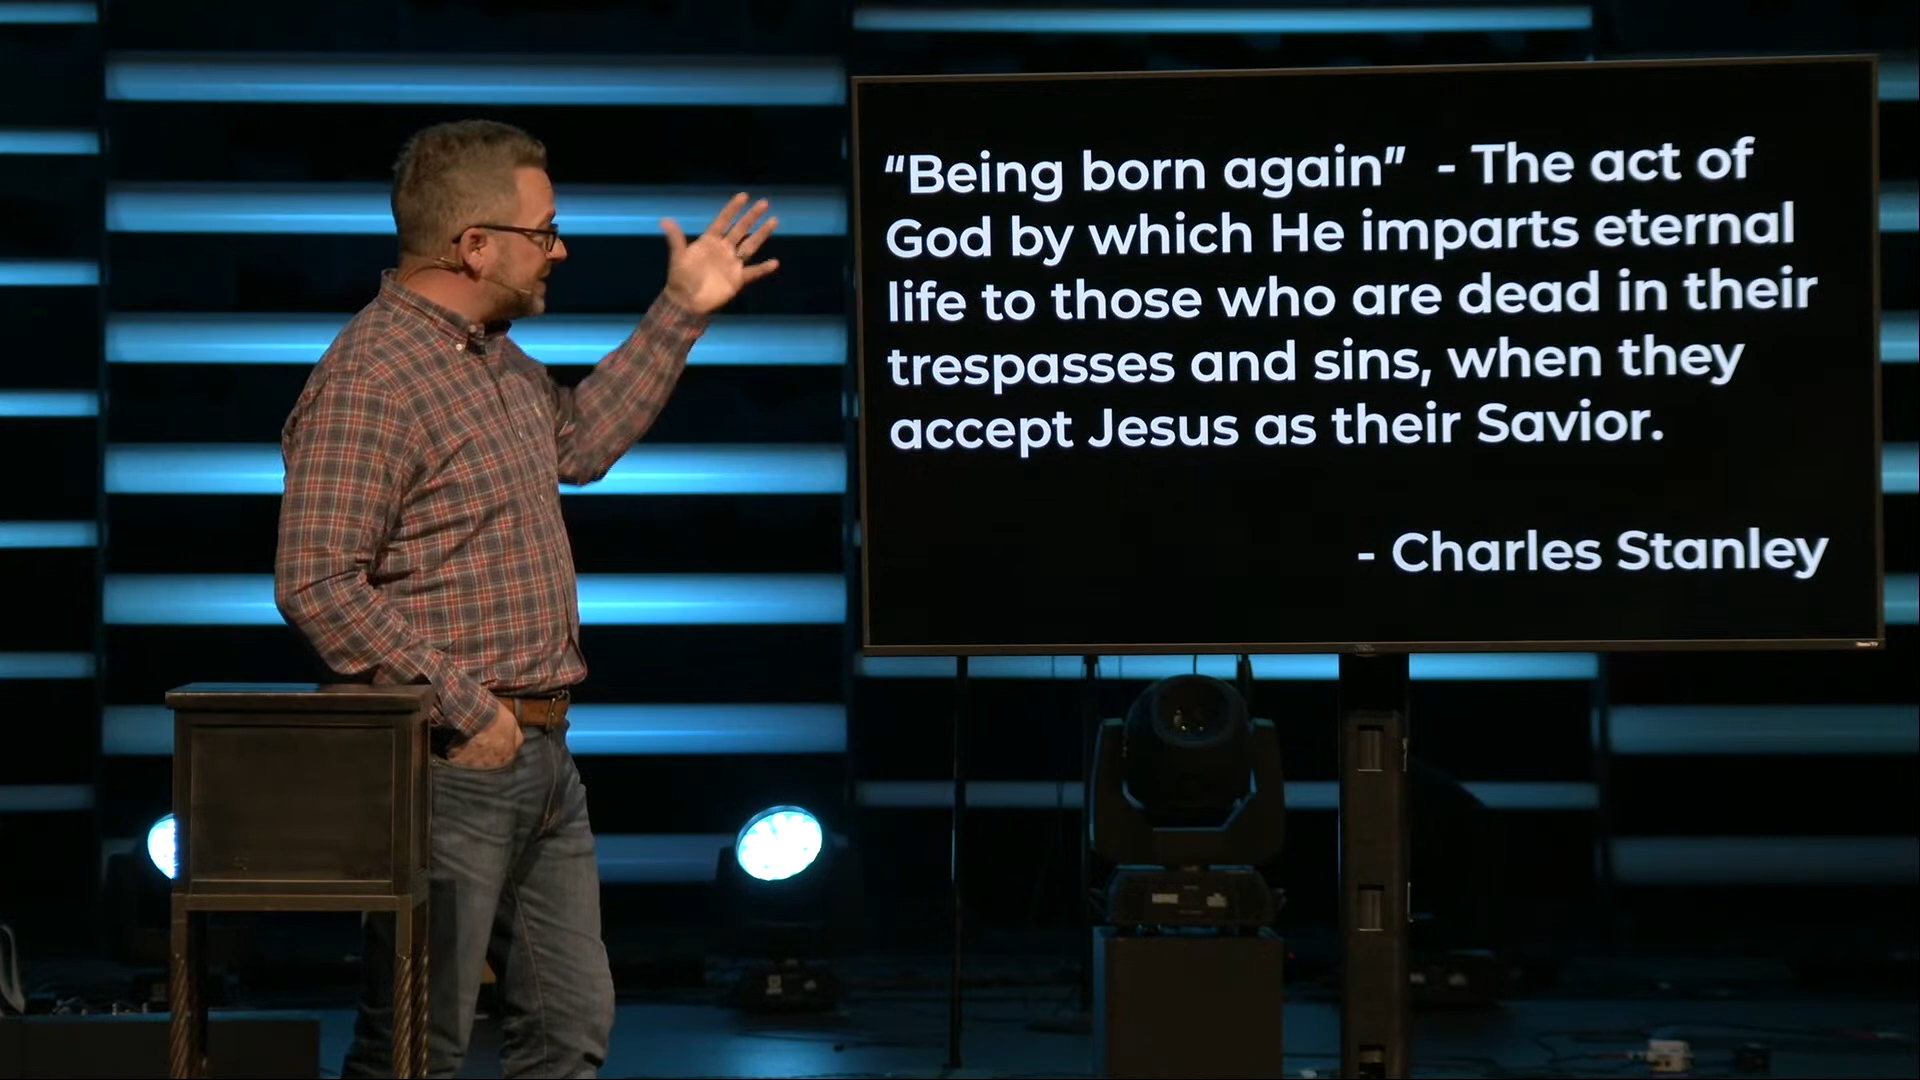 “Being born again”  - The act of
God by which He imparts eternal
life to those who are dead in their
trespasses and sins, when they
accept Jesus as their Savior.
- Charles Stanley